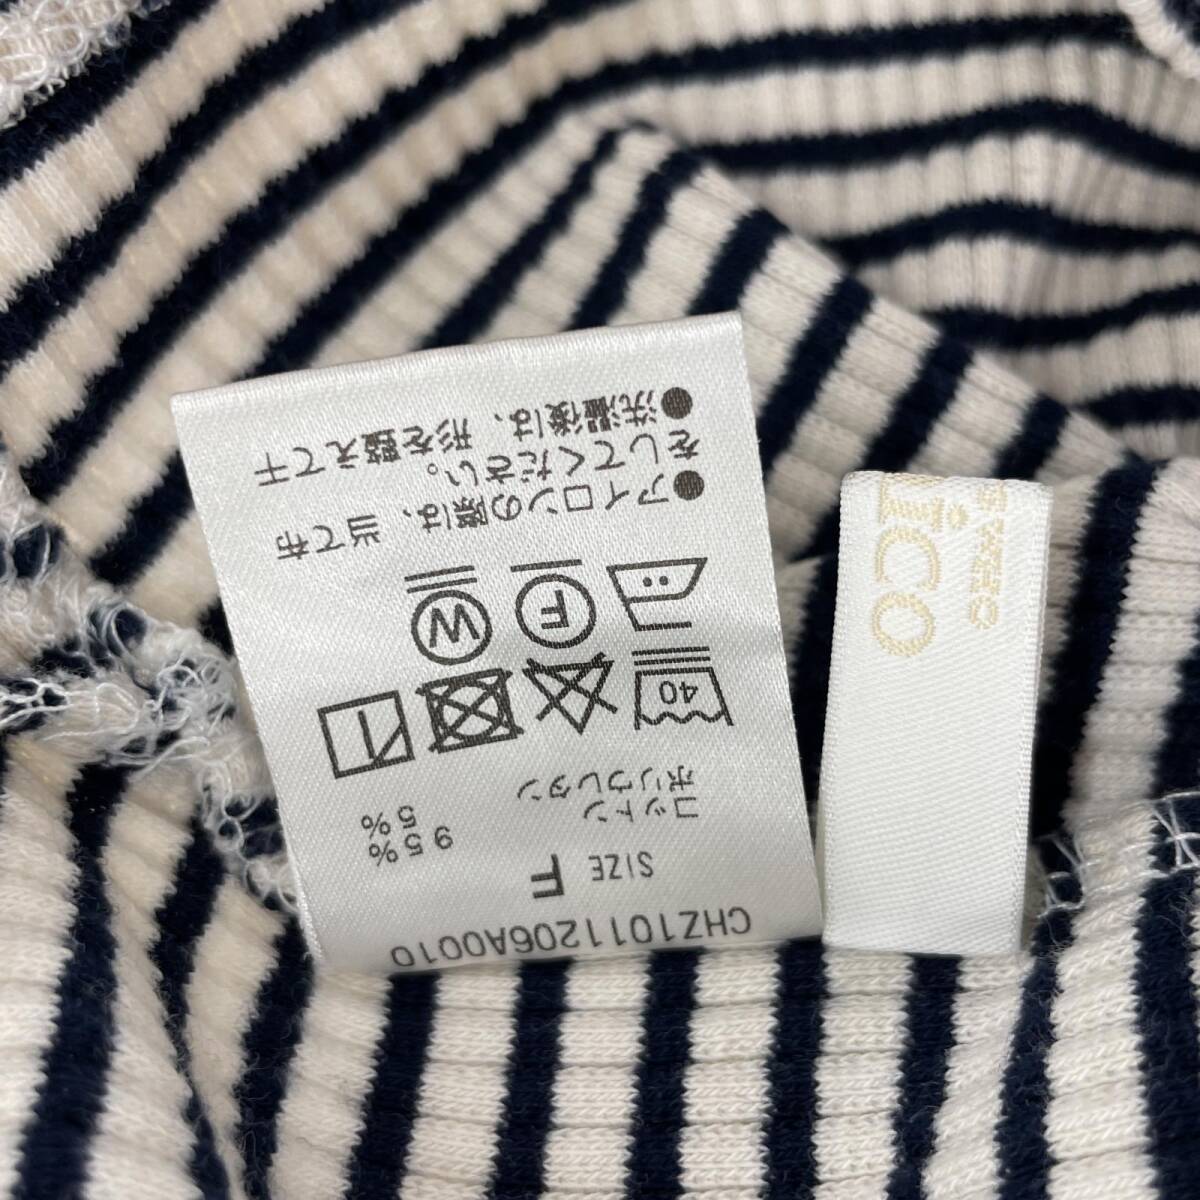 CHZ1011206A0010
SIZE F
コットン 95%
ポリウレタン 5%
40
F
W
●アイロンの際は、当て布
をしてください。
●洗濯後は、形を整えて干
ico